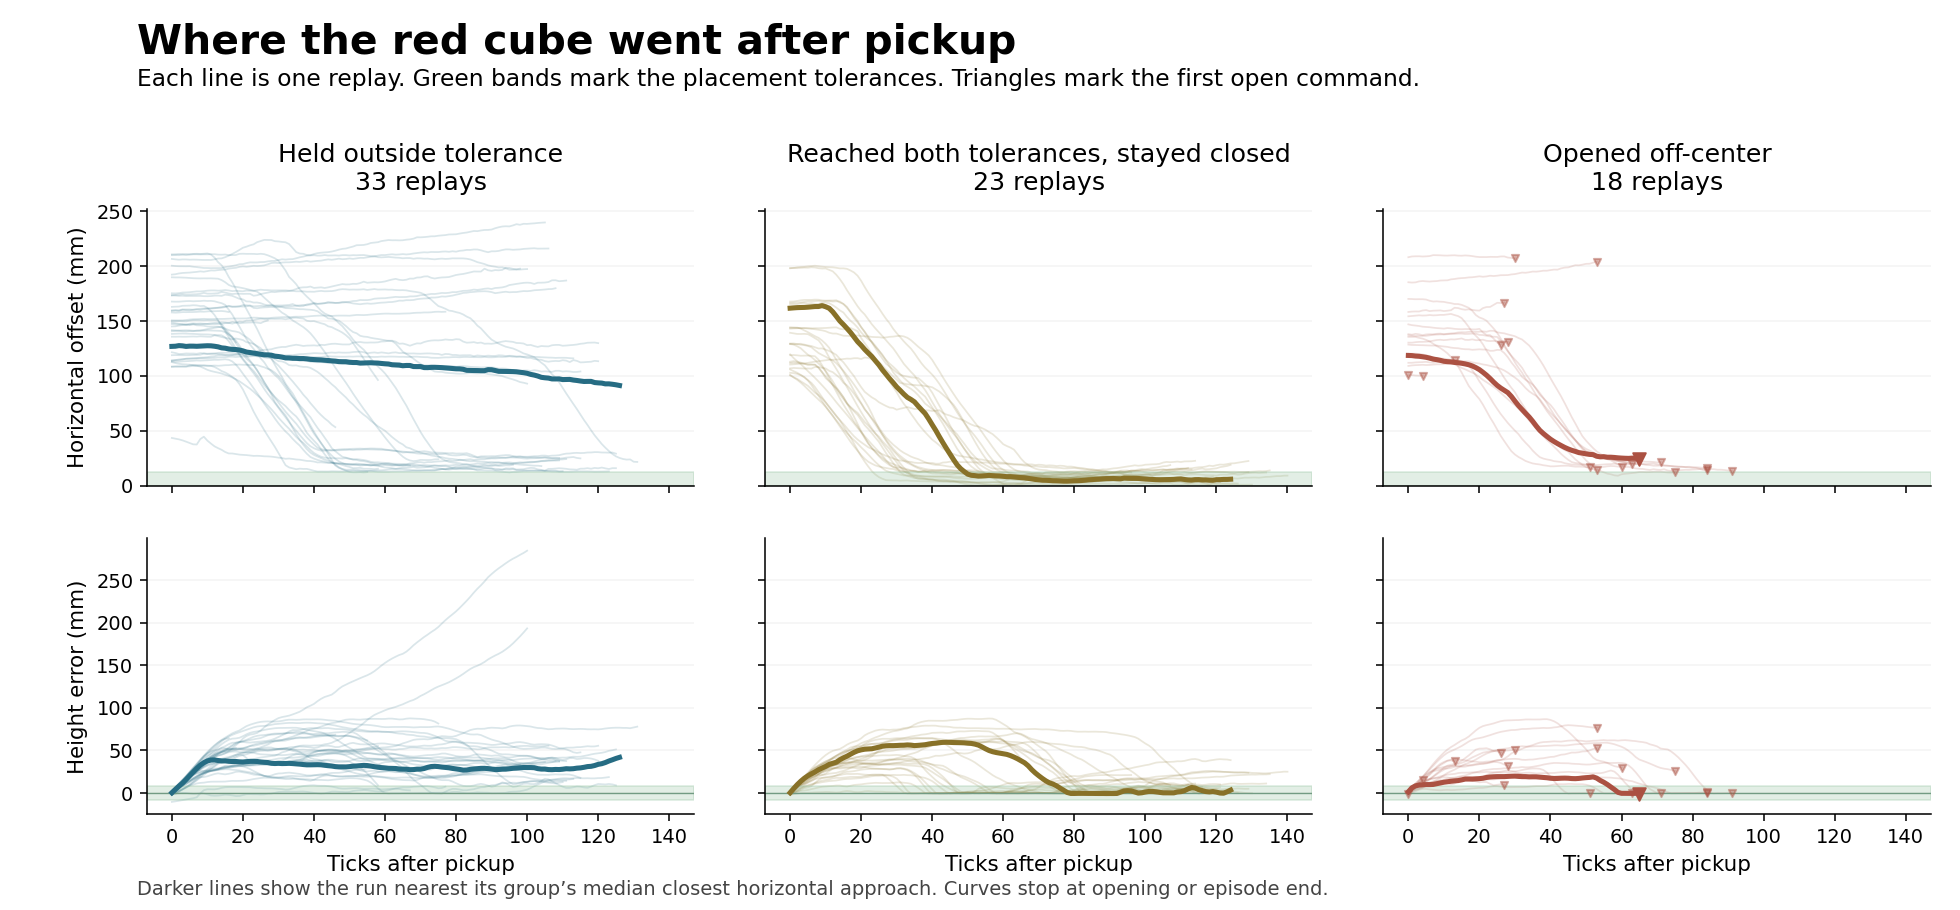 Where the red cube went after pickup
Each line is one replay. Green bands mark the placement tolerances. Triangles mark the first open command.
Held outside tolerance
33 replays
Reached both tolerances, stayed closed
23 replays
Opened off-center
18 replays
Horizontal offset (mm)
250
200
150
100
50
0
Height error (mm)
250
200
150
100
50
0
0 20 40 60 80 100 120 140
0 20 40 60 80 100 120 140
0 20 40 60 80 100 120 140
Ticks after pickup
Ticks after pickup
Ticks after pickup
Darker lines show the run nearest its group’s median closest horizontal approach. Curves stop at opening or episode end.